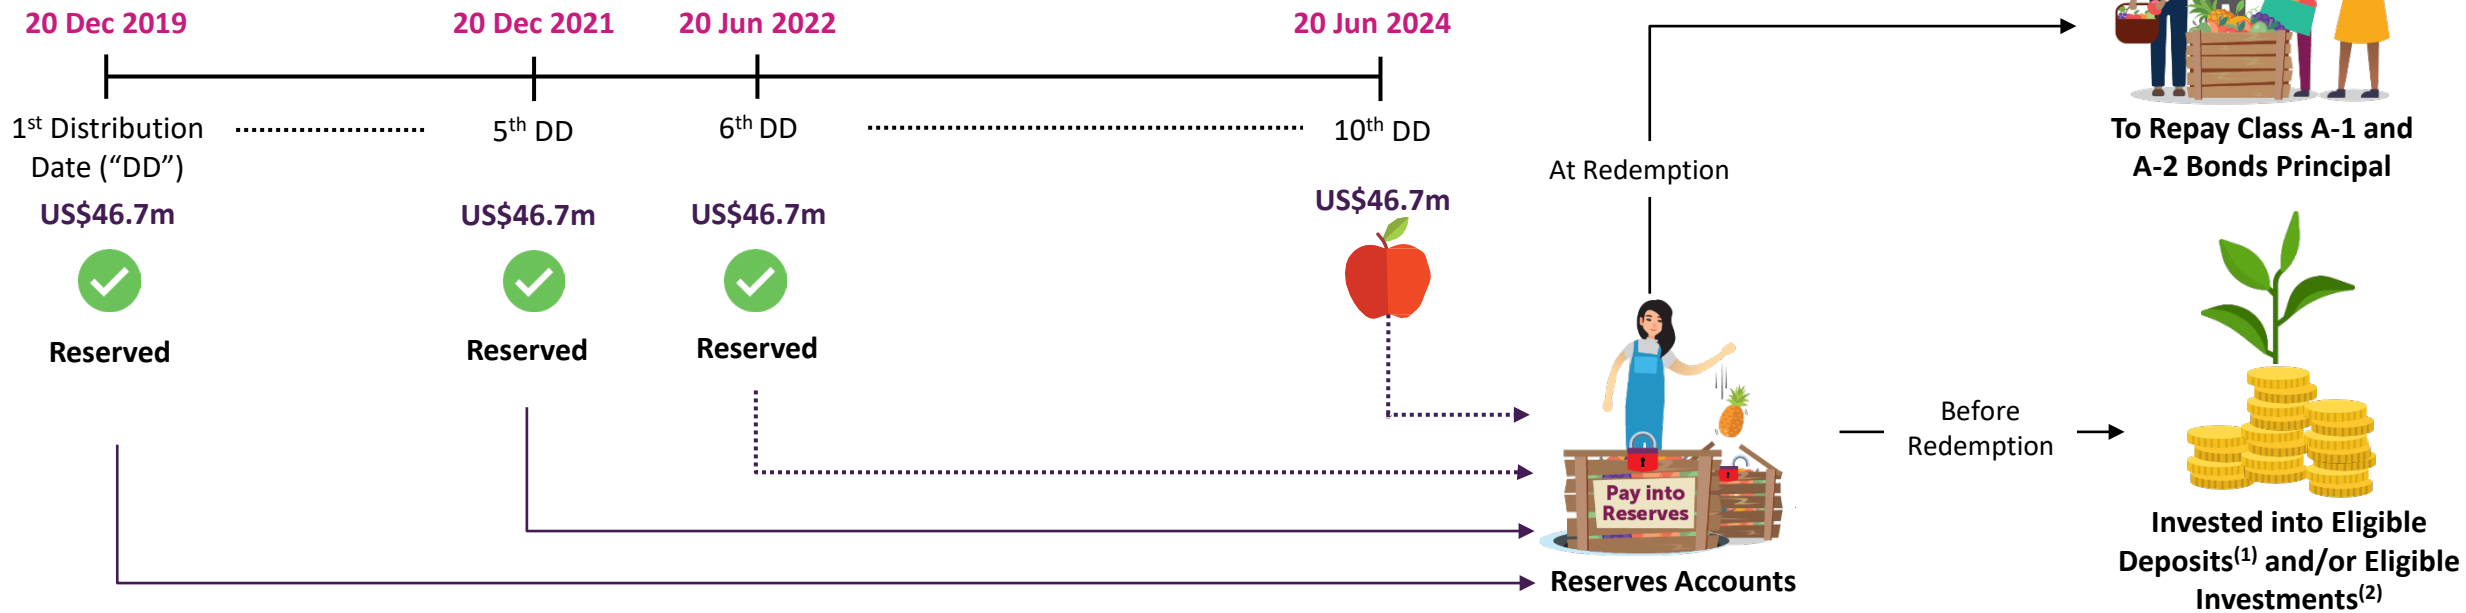 20 Dec 2019
20 Dec 2021
20 Jun 2022
20 Jun 2024
1st Distribution
Date (“DD”)
5th DD
6th DD
10th DD
US$46.7m
US$46.7m
US$46.7m
US$46.7m
Reserved
Reserved
Reserved
At Redemption
To Repay Class A-1 and
A-2 Bonds Principal
Pay into
Reserves
Reserves Accounts
Before
Redemption
Invested into Eligible
Deposits(1) and/or Eligible
Investments(2)